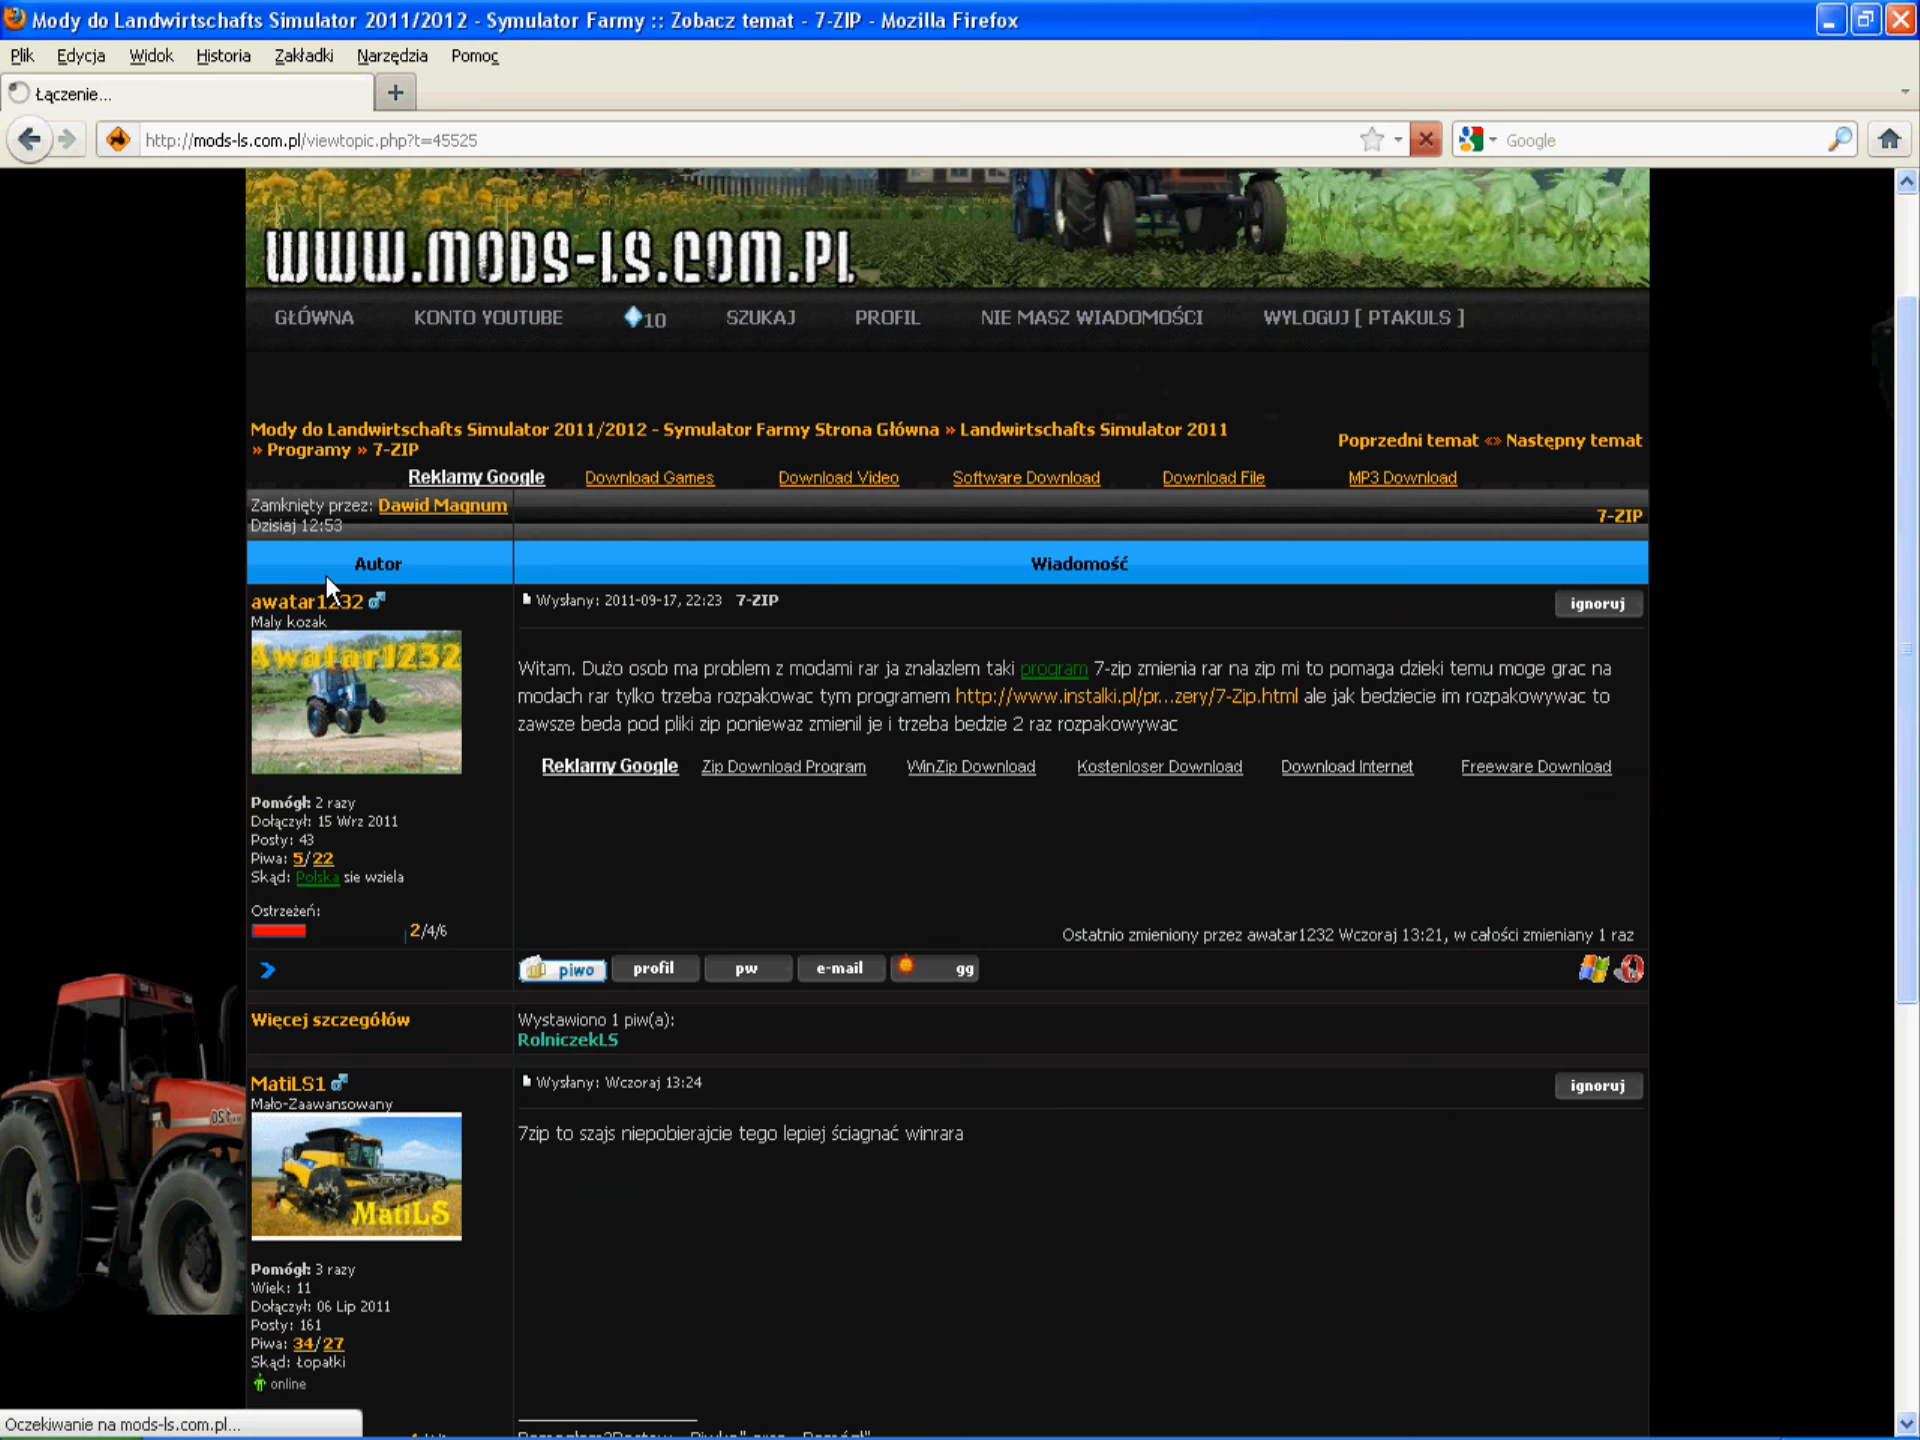 Mody do Landwirtschafts Simulator 2011/2012 - Symulator Farmy :: Zobacz temat - 7-ZIP - Mozilla Firefox
Plik Edycja Widok Historia Zakładki Narzędzia Pomoc
Łączenie...
http://mods-ls.com.pl/viewtopic.php?t=45525
Google
WWW.MODS-LS.COM.PL
GŁÓWNA KONTO YOUTUBE 10 SZUKAJ PROFIL NIE MASZ WIADOMOŚCI WYLOGUJ [ PTAKULS ]
Mody do Landwirtschafts Simulator 2011/2012 - Symulator Farmy Strona Główna » Landwirtschafts Simulator 2011
» Programy » 7-ZIP
Poprzedni temat «» Następny temat
Reklamy Google Download Games Download Video Software Download Download File MP3 Download
Zamknięty przez: Dawid Magnum
Dzisiaj 12:53
7-ZIP
Autor Wiadomość
awatar1232
Maly kozak
Awatar1232
Pomógł: 2 razy
Dołączył: 15 Wrz 2011
Posty: 43
Piwa: 5/22
Skąd: Polska sie wziela
Ostrzeżeń:
2/4/6
Wysłany: 2011-09-17, 22:23 7-ZIP
ignoruj
Witam. Dużo osob ma problem z modami rar ja znalazlem taki program 7-zip zmienia rar na zip mi to pomaga dzieki temu moge grac na
modach rar tylko trzeba rozpakowac tym programem http://www.instalki.pl/pr...zery/7-Zip.html ale jak bedziecie im rozpakowywac to
zawsze beda pod pliki zip poniewaz zmienil je i trzeba bedzie 2 raz rozpakowywac
Reklamy Google Zip Download Program WinZip Download Kostenloser Download Download Internet Freeware Download
Ostatnio zmieniony przez awatar1232 Wczoraj 13:21, w całości zmieniany 1 raz
piwo profil pw e-mail gg
Więcej szczegółów
Wystawiono 1 piw(a):
RolniczekLS
MatiLS1
Mało-Zaawansowany
MatiLS
Pomógł: 3 razy
Wiek: 11
Dołączył: 06 Lip 2011
Posty: 161
Piwa: 34/27
Skąd: Łopatki
online
Wysłany: Wczoraj 13:24
ignoruj
7zip to szajs niepobierajcie tego lepiej ściagnać winrara
Oczekiwanie na mods-ls.com.pl...